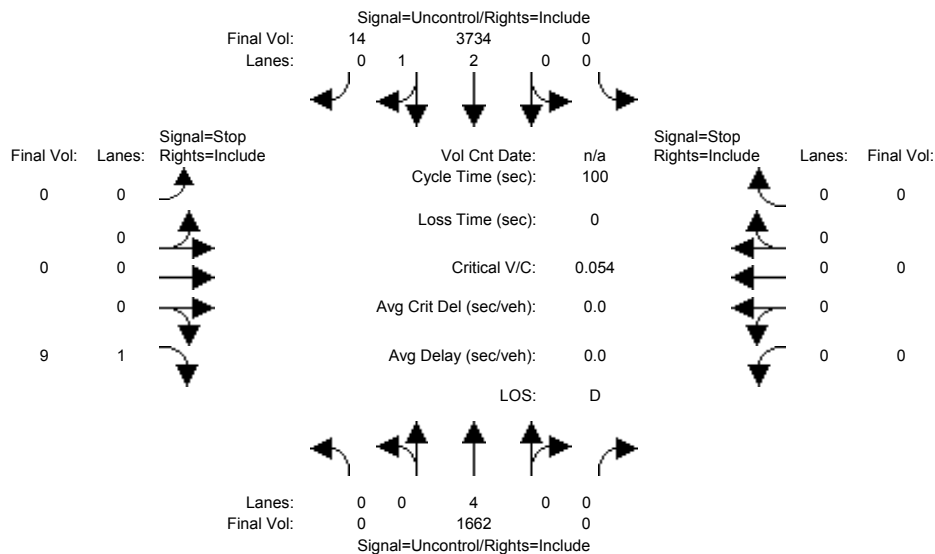 Signal=Uncontrol/Rights=Include
Final Vol: 14 3734 0
Lanes: 0 1 2 0 0
Signal=Stop Signal=Stop
Final Vol: Lanes: Rights=Include Vol Cnt Date: n/a Rights=Include Lanes: Final Vol:
Cycle Time (sec): 100
0 0 0 0
Loss Time (sec): 0
0 0
0 0 Critical V/C: 0.054 0 0
0 Avg Crit Del (sec/veh): 0.0 0
9 1 Avg Delay (sec/veh): 0.0 0 0
LOS: D
Lanes: 0 0 4 0 0
Final Vol: 0 1662 0
Signal=Uncontrol/Rights=Include